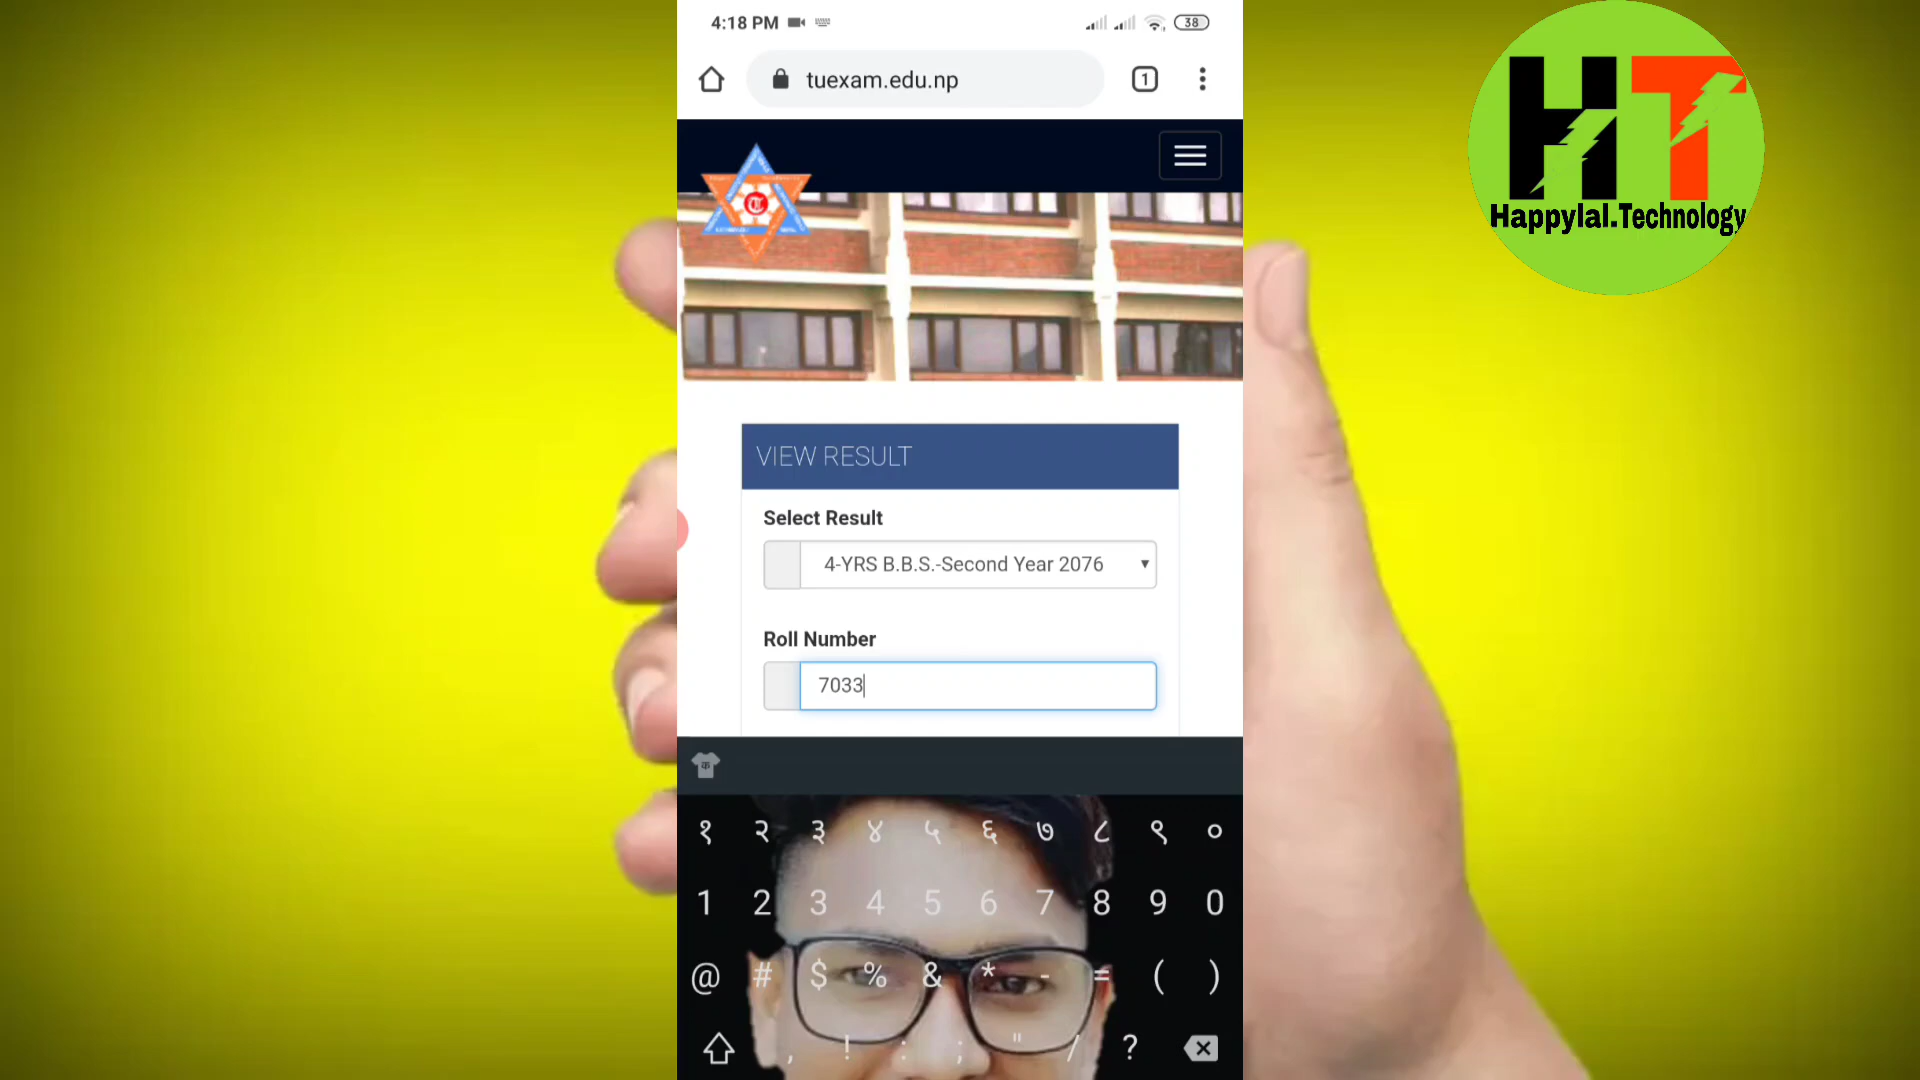 4:18 PM
38
tuexam.edu.np
1
HT
Happylal.Technology
VIEW RESULT
Select Result
4-YRS B.B.S.-Second Year 2076
Roll Number
7033
क
१ २ ३ ४ ५ ६ ७ ८ ९ ०
1 2 3 4 5 6 7 8 9 0
@ # $ % & * - = ( )
, ! : ; " / ?